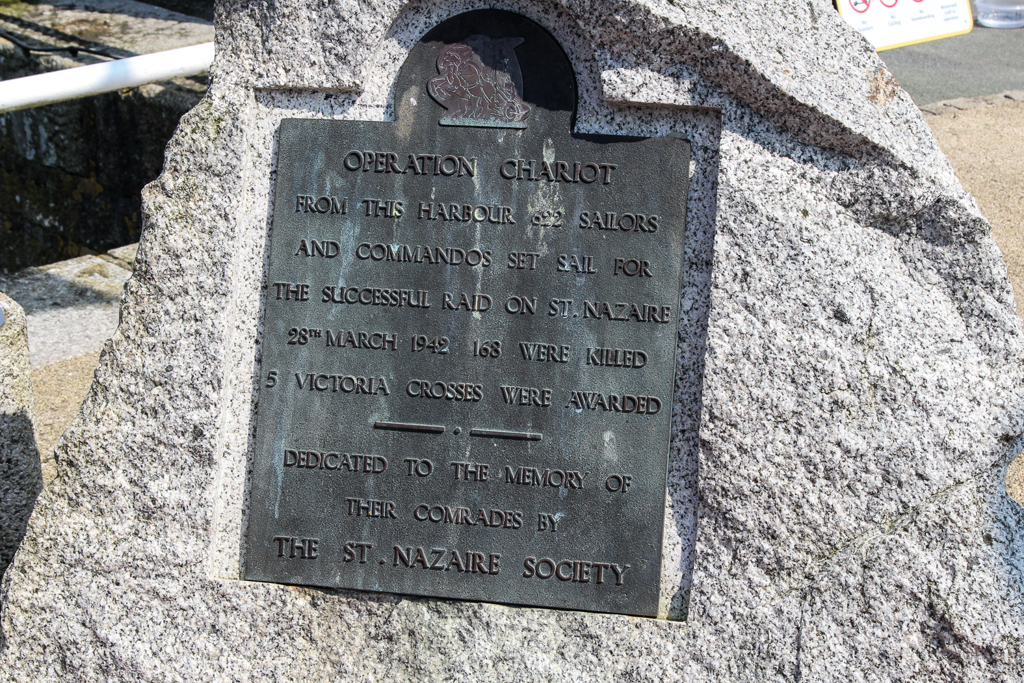 OPERATION CHARIOT
FROM THIS HARBOUR 622 SAILORS
AND COMMANDOS SET SAIL FOR
THE SUCCESSFUL RAID ON ST. NAZAIRE
28TH MARCH 1942 168 WERE KILLED
5 VICTORIA CROSSES WERE AWARDED
DEDICATED TO THE MEMORY OF
THEIR COMRADES BY
THE ST. NAZAIRE SOCIETY